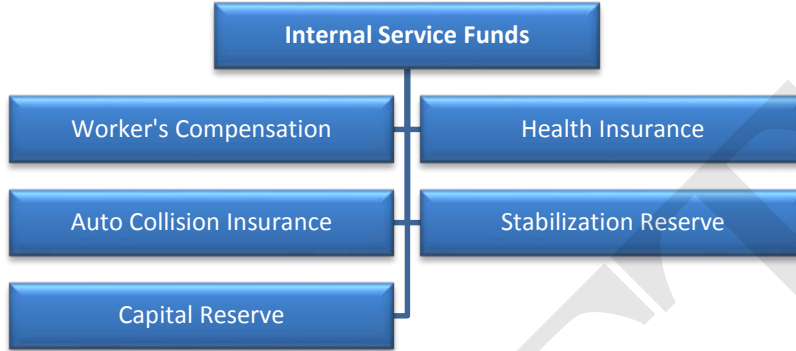 Internal Service Funds
Worker's Compensation
Health Insurance
Auto Collision Insurance
Stabilization Reserve
Capital Reserve